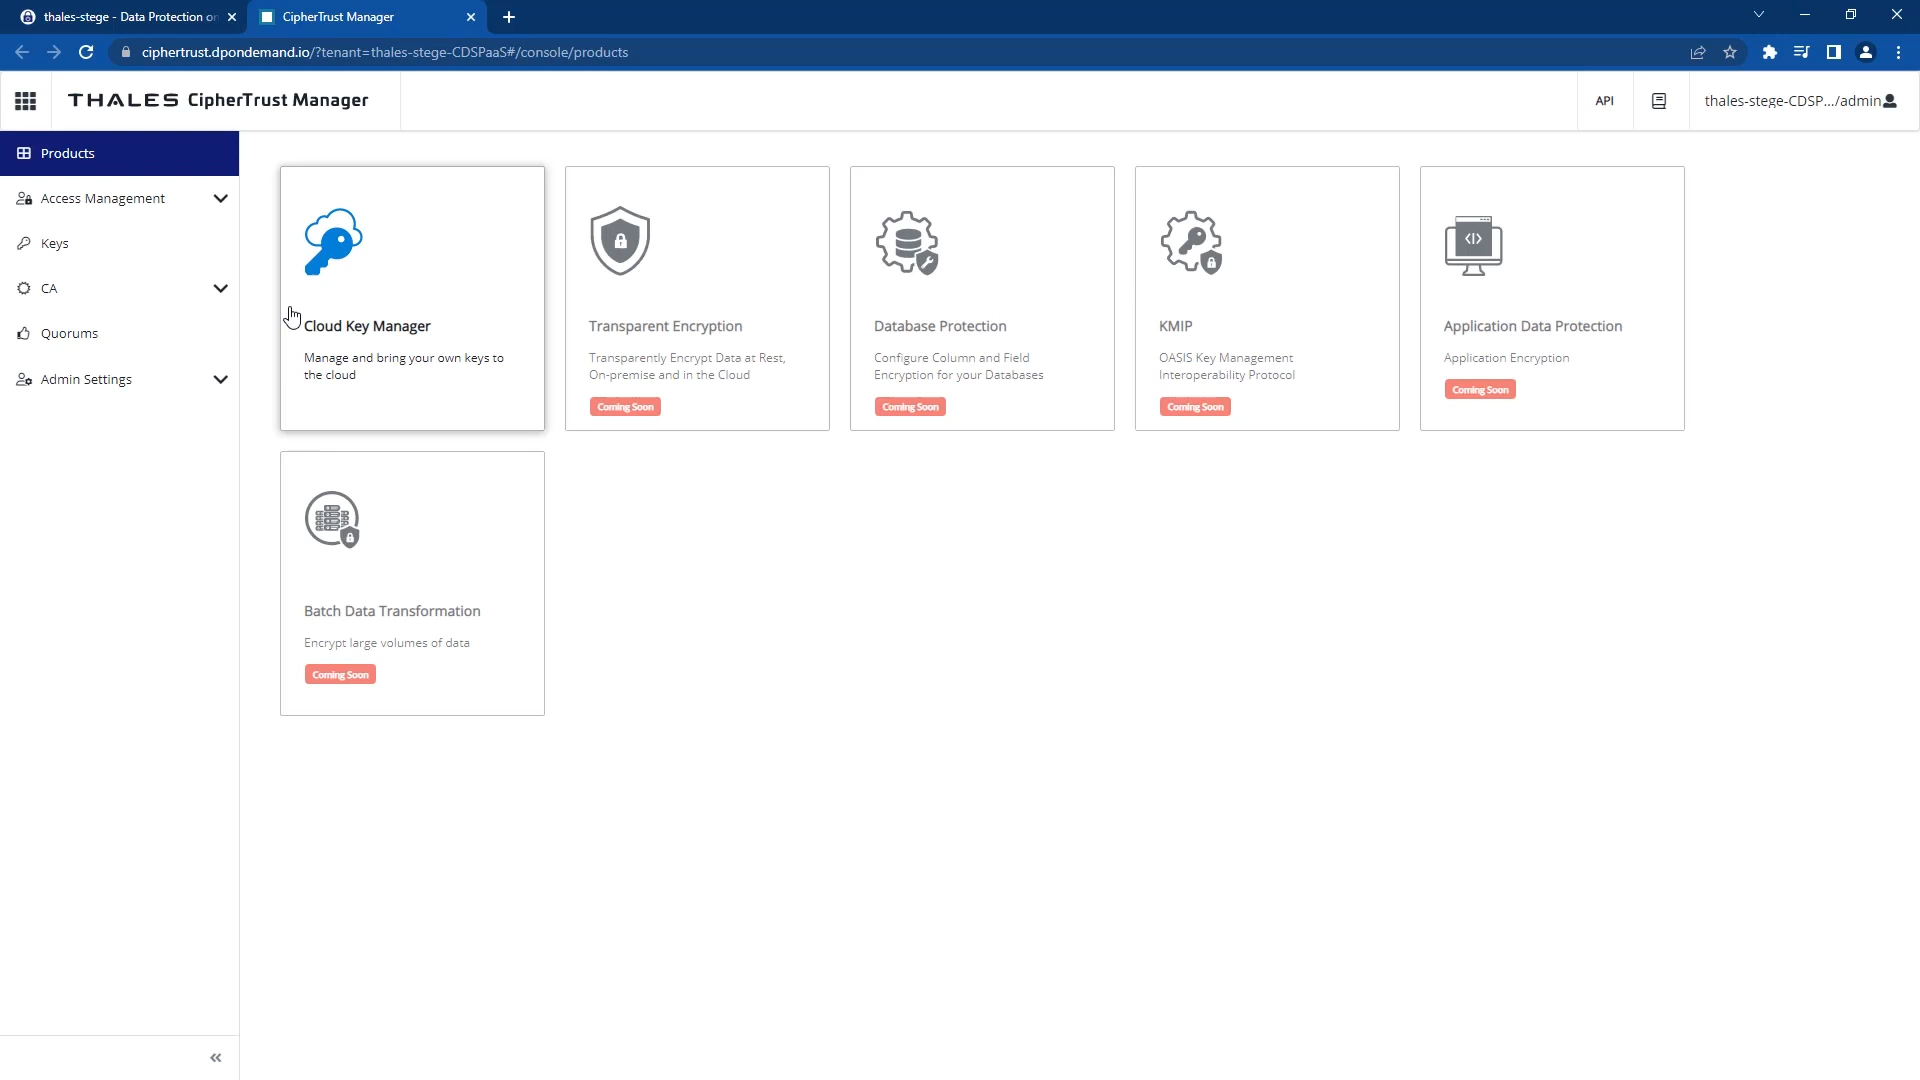 thales-stege - Data Protection on
CipherTrust Manager
ciphertrust.dpondemand.io/?tenant=thales-stege-CDSPaaS#/console/products
THALES CipherTrust Manager
API
thales-stege-CDSP.../admin
Products
Access Management
Keys
CA
Quorums
Admin Settings
Cloud Key Manager
Manage and bring your own keys to
the cloud
Transparent Encryption
Transparently Encrypt Data at Rest,
On-premise and in the Cloud
Coming Soon
Database Protection
Configure Column and Field
Encryption for your Databases
Coming Soon
KMIP
OASIS Key Management
Interoperability Protocol
Coming Soon
Application Data Protection
Application Encryption
Coming Soon
Batch Data Transformation
Encrypt large volumes of data
Coming Soon